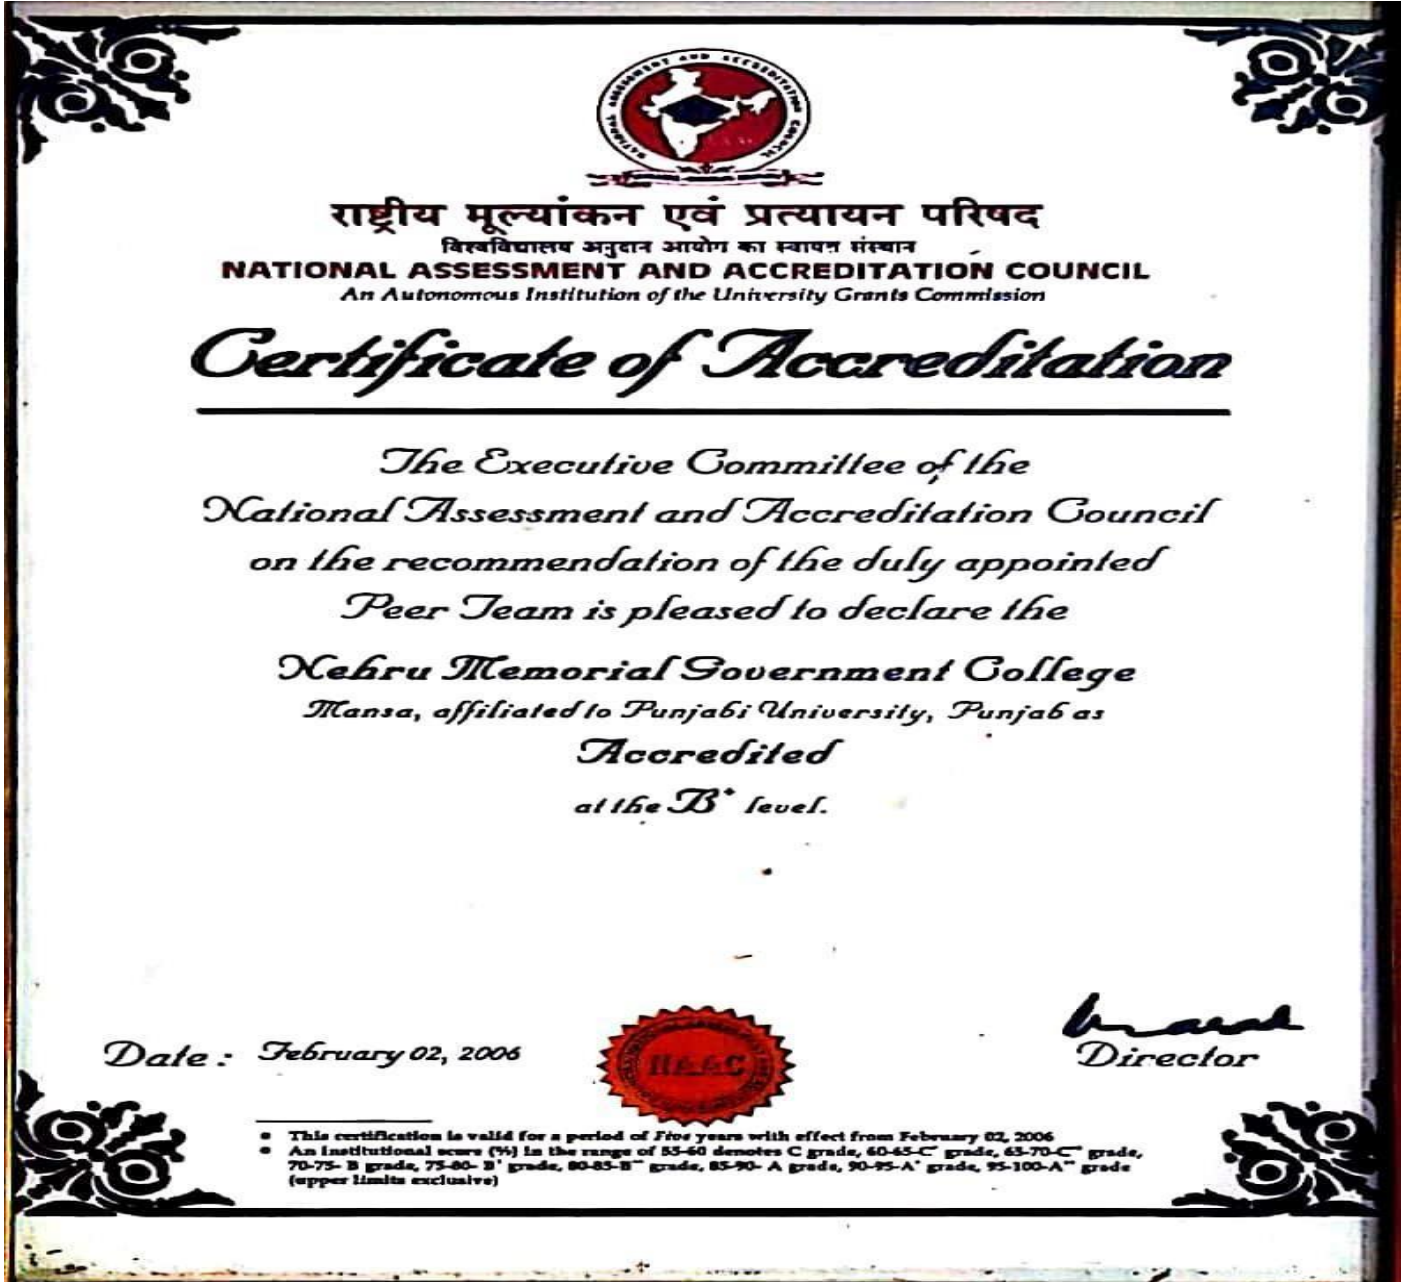 NATIONAL ASSESSMENT AND ACCREDITATION COUNCIL
राष्ट्रीय मूल्यांकन एवं प्रत्यायन परिषद
विश्वविद्यालय अनुदान आयोग का स्वायत्त संस्थान
NATIONAL ASSESSMENT AND ACCREDITATION COUNCIL
An Autonomous Institution of the University Grants Commission
Certificate of Accreditation
The Executive Committee of the
National Assessment and Accreditation Council
on the recommendation of the duly appointed
Peer Team is pleased to declare the
Nehru Memorial Government College
Mansa, affiliated to Punjabi University, Punjab as
Accredited
at the B⁺ level.
Date : February 02, 2006
NAAC
Director
• This certification is valid for a period of Five years with effect from February 02, 2006
• An institutional score (%) in the range of 55-60 denotes C grade, 60-65-C⁺ grade, 65-70-C⁺⁺ grade,
70-75- B grade, 75-80- B⁺ grade, 80-85-B⁺⁺ grade, 85-90- A grade, 90-95-A⁺ grade, 95-100-A⁺⁺ grade
(upper limits exclusive)